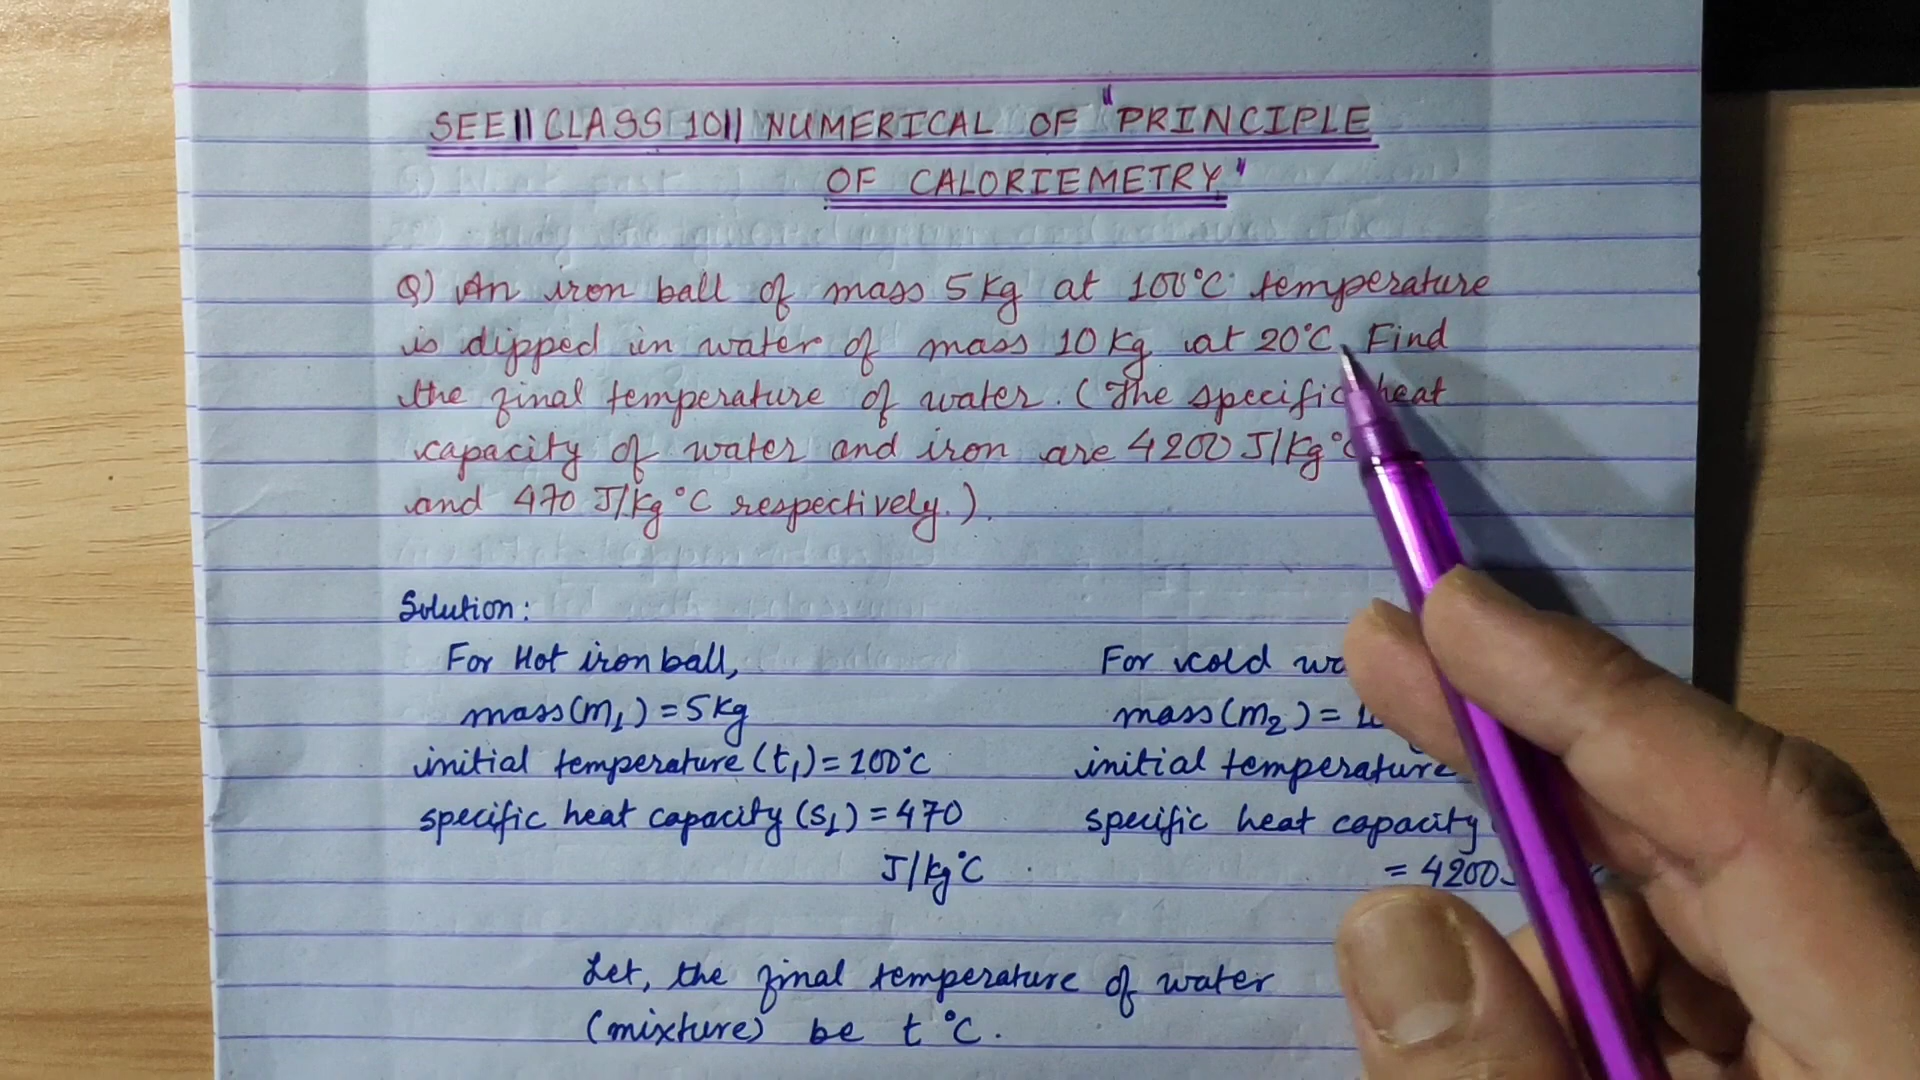 SEE||CLASS 10|| NUMERICAL OF "PRINCIPLE
OF CALORIEMETRY"
Q) An iron ball of mass 5kg at 100°C temperature
is dipped in water of mass 10 kg at 20°C. Find
the final temperature of water. (The specific heat
capacity of water and iron are 4200 J/kg°C
and 470 J/kg°C respectively.).
Solution:
For Hot iron ball,
For cold
mass(m₁) = 5kg
mass(m₂) =
initial temperature (t₁) = 100°C
initial temperature
specific heat capacity (s₁) = 470
specific heat capacity
J/kg°C
= 4200
Let, the final temperature of water
(mixture) be t °C.